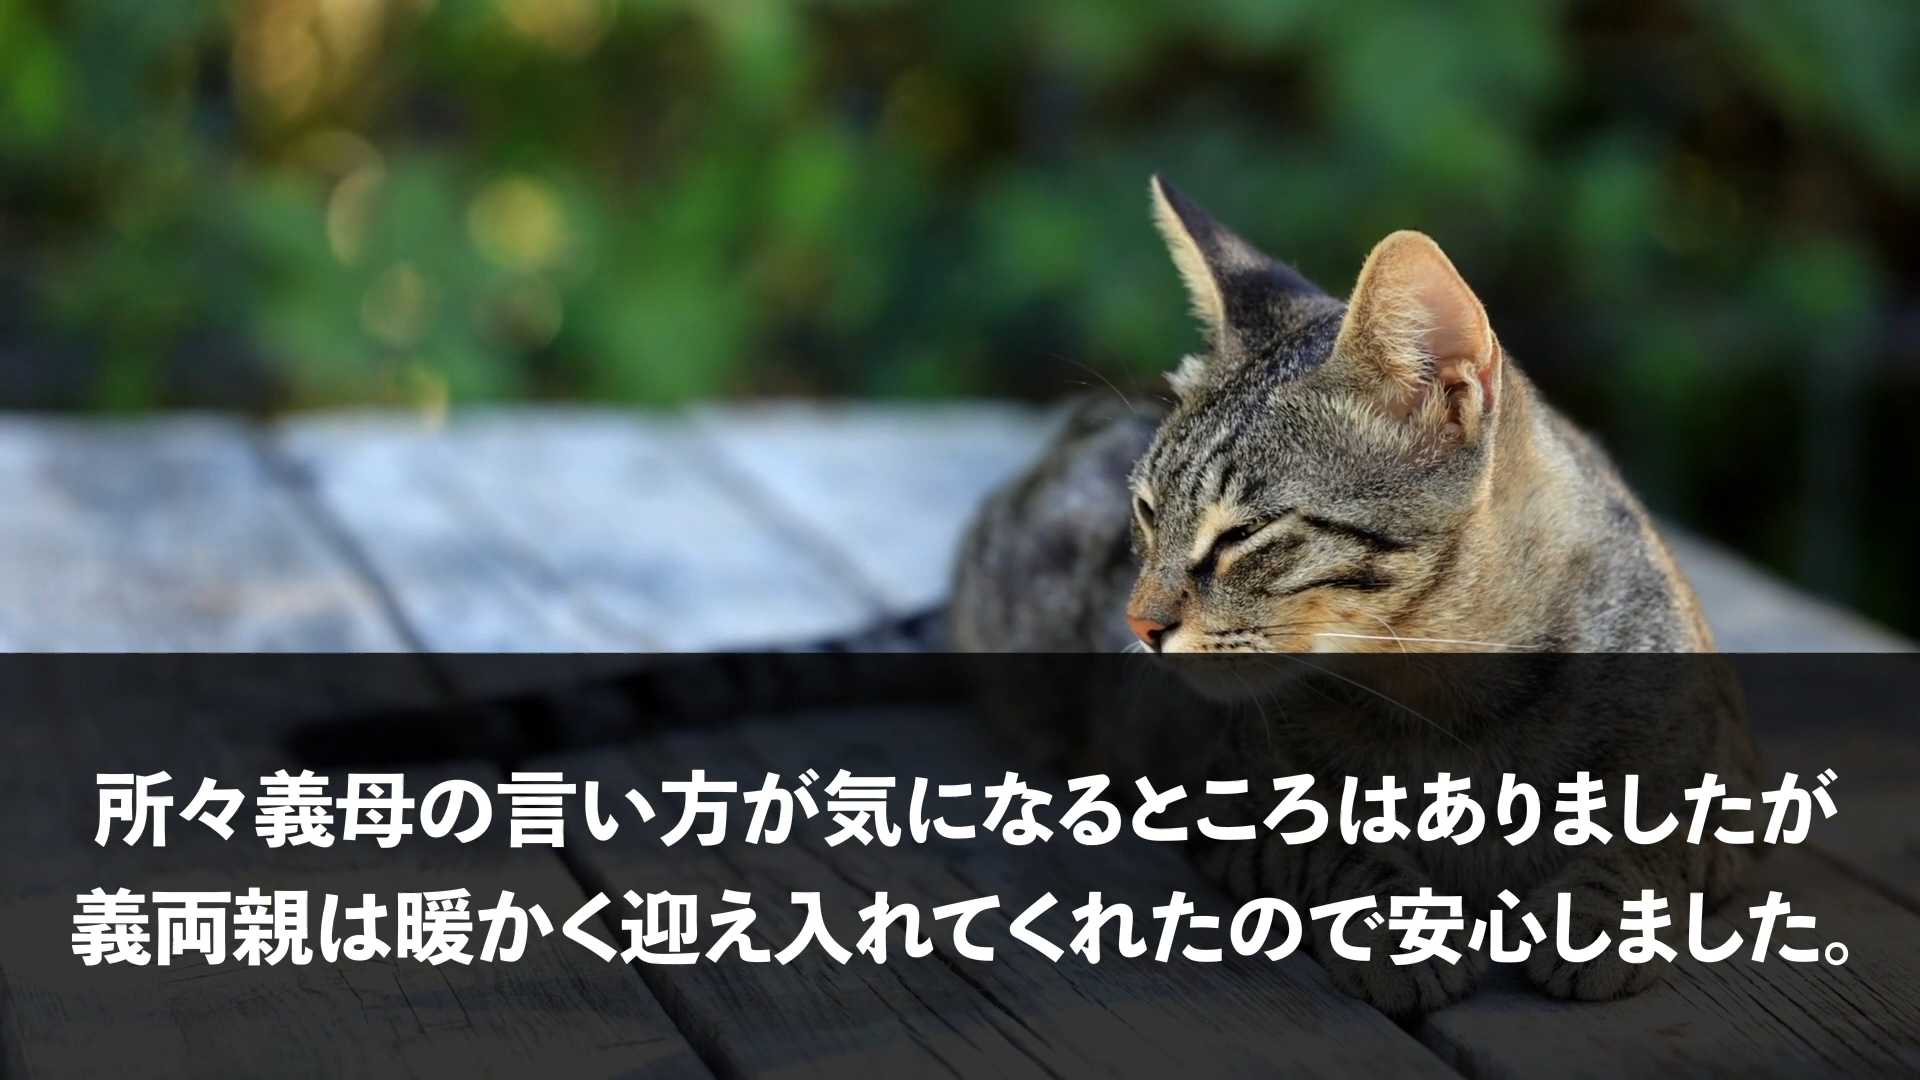 所々義母の言い方が気になるところはありましたが
義両親は暖かく迎え入れてくれたので安心しました。